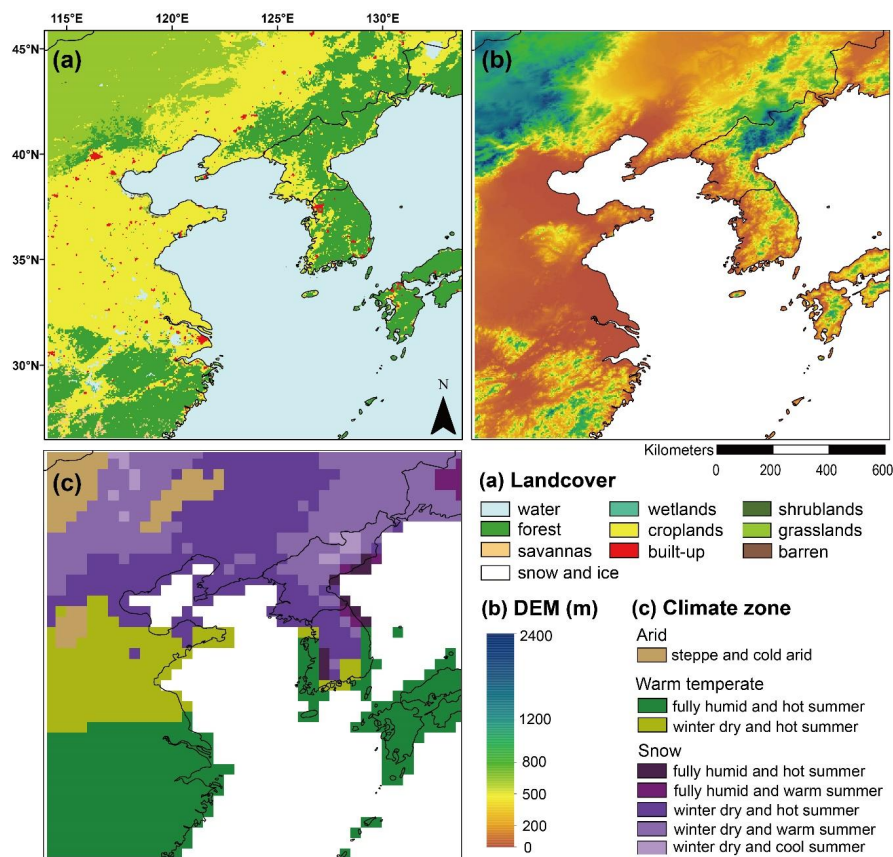 115°E 120°E 125°E 130°E
45°N
40°N
35°N
30°N
(a)
N
(b)
Kilometers
0 200 400 600
(c)
(a) Landcover
water
wetlands
shrublands
forest
croplands
grasslands
savannas
built-up
barren
snow and ice
(b) DEM (m)
2400
1200
800
500
200
0
(c) Climate zone
Arid
steppe and cold arid
Warm temperate
fully humid and hot summer
winter dry and hot summer
Snow
fully humid and hot summer
fully humid and warm summer
winter dry and hot summer
winter dry and warm summer
winter dry and cool summer